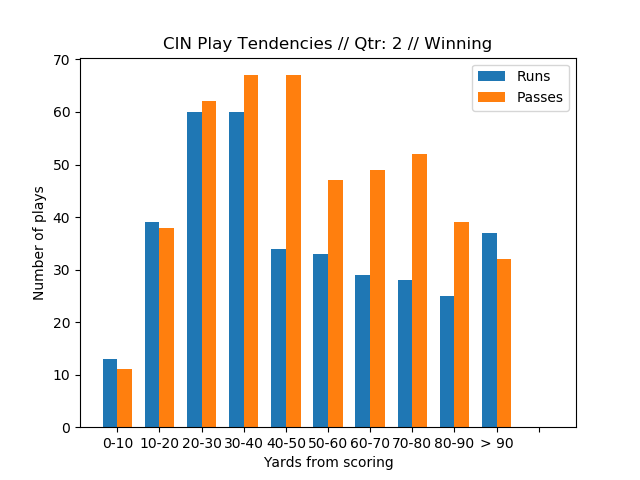 CIN Play Tendencies // Qtr: 2 // Winning
Runs
Passes
70
60
50
40
30
20
10
0
Number of plays
0-10 10-20 20-30 30-40 40-50 50-60 60-70 70-80 80-90 > 90
Yards from scoring